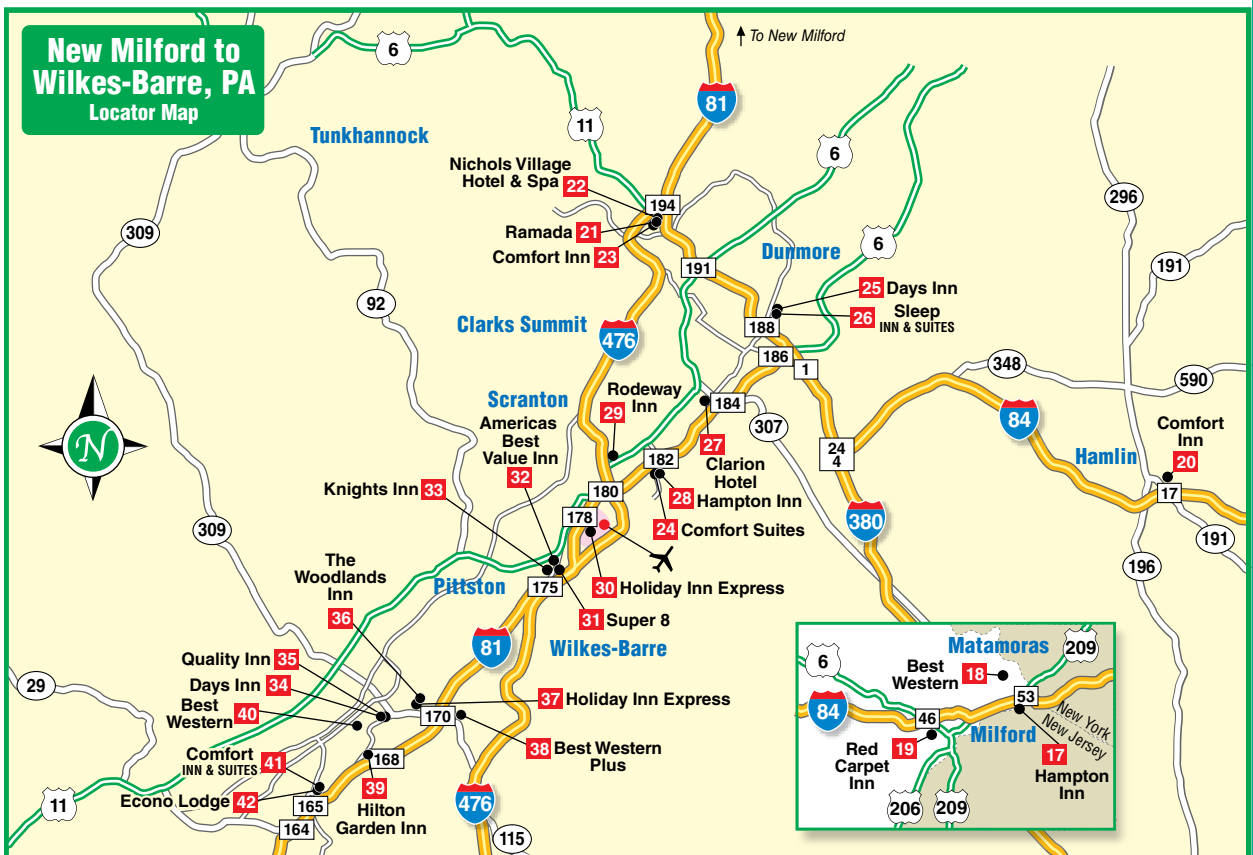 New Milford to
Wilkes-Barre, PA
Locator Map
6
11
81
To New Milford
Tunkhannock
Nichols Village
Hotel & Spa 22
194
Ramada 21
Comfort Inn 23
6
296
309
191
Dunmore
6
191
92
25 Days Inn
26 Sleep
INN & SUITES
Clarks Summit
476
188
186
1
348
590
Scranton
Rodeway
Inn
29
184
307
84
Americas
Best
Value Inn
32
27
Clarion
Hotel
24
4
Hamlin
Comfort
Inn
20
17
N
Knights Inn 33
182
180
28 Hampton Inn
178
24 Comfort Suites
380
191
309
The
Woodlands
Inn
36
Pittston
175
30 Holiday Inn Express
31 Super 8
196
81
Wilkes-Barre
Quality Inn 35
29
Days Inn 34
Best
Western 40
170
37 Holiday Inn Express
38 Best Western
Plus
Comfort
INN & SUITES 41
168
Econo Lodge 42
39
Hilton
Garden Inn
11
165
164
476
115
Matamoras
209
6
Best
Western 18
53
84
46
New York
New Jersey
Milford
Red
Carpet
Inn
19
17
Hampton
Inn
206
209